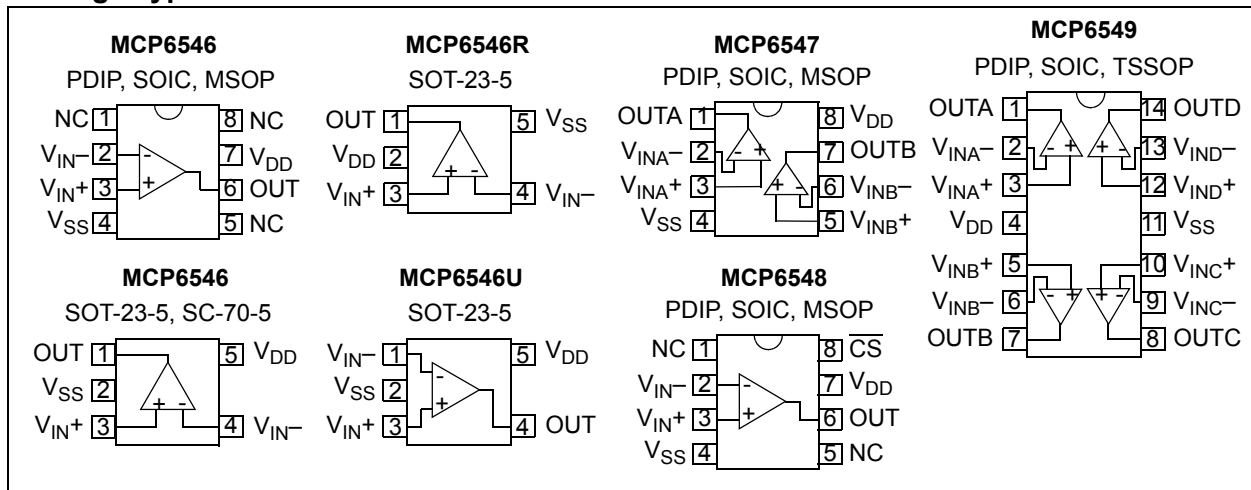 MCP6546
PDIP, SOIC, MSOP
NC 1
8 NC
VIN– 2
7 VDD
VIN+ 3
6 OUT
VSS 4
5 NC
-
+
MCP6546R
SOT-23-5
OUT 1
5 VSS
VDD 2
VIN+ 3
4 VIN–
+ -
MCP6547
PDIP, SOIC, MSOP
OUTA 1
8 VDD
VINA– 2
7 OUTB
VINA+ 3
6 VINB–
VSS 4
5 VINB+
- +
+ -
MCP6549
PDIP, SOIC, TSSOP
OUTA 1
14 OUTD
VINA– 2
13 VIND–
VINA+ 3
12 VIND+
VDD 4
11 VSS
VINB+ 5
10 VINC+
VINB– 6
9 VINC–
OUTB 7
8 OUTC
- +
+ -
- +
+ -
MCP6546
SOT-23-5, SC-70-5
OUT 1
5 VDD
VSS 2
VIN+ 3
4 VIN–
+ -
MCP6546U
SOT-23-5
VIN– 1
5 VDD
VSS 2
VIN+ 3
4 OUT
-
+
MCP6548
PDIP, SOIC, MSOP
NC 1
8 C̅S̅
VIN– 2
7 VDD
VIN+ 3
6 OUT
VSS 4
5 NC
-
+